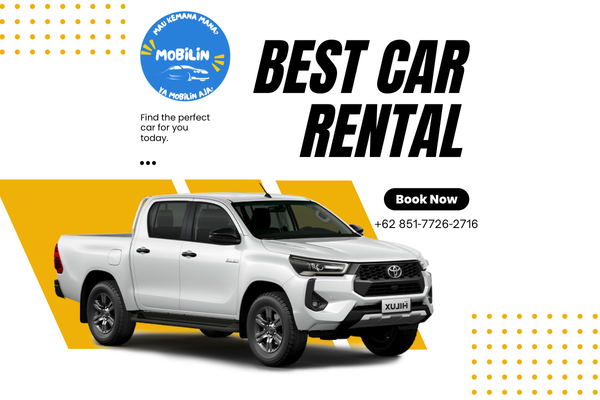 MAU KEMANA MANA?
MOBILIN
YA MOBILIN AJA.
BEST CAR
RENTAL
Find the perfect
car for you
today.
Book Now
+62 851-7726-2716
HILUX